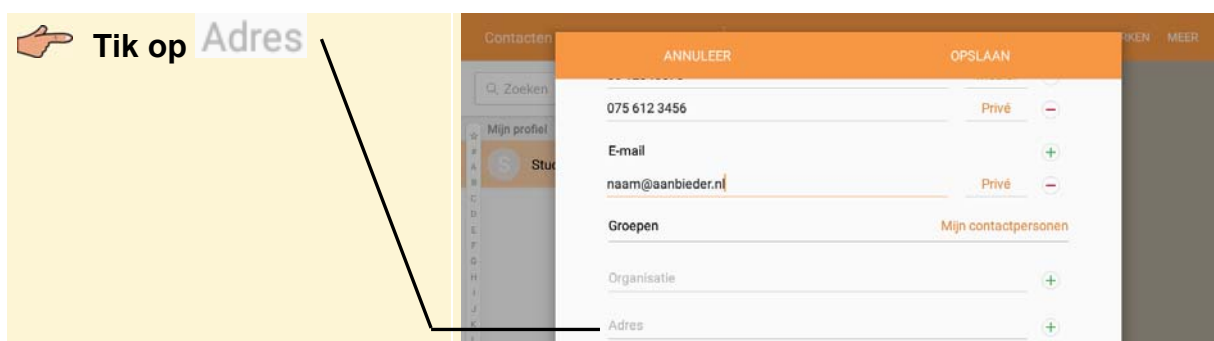 Tik op Adres
Contacten
RKEN MEER
ANNULEER OPSLAAN
Zoeken
075 612 3456 Privé
Mijn profiel
#
A
B
C
D
E
F
G
H
I
J
K
S Stud
E-mail
naam@aanbieder.nl Privé
Groepen Mijn contactpersonen
Organisatie
Adres